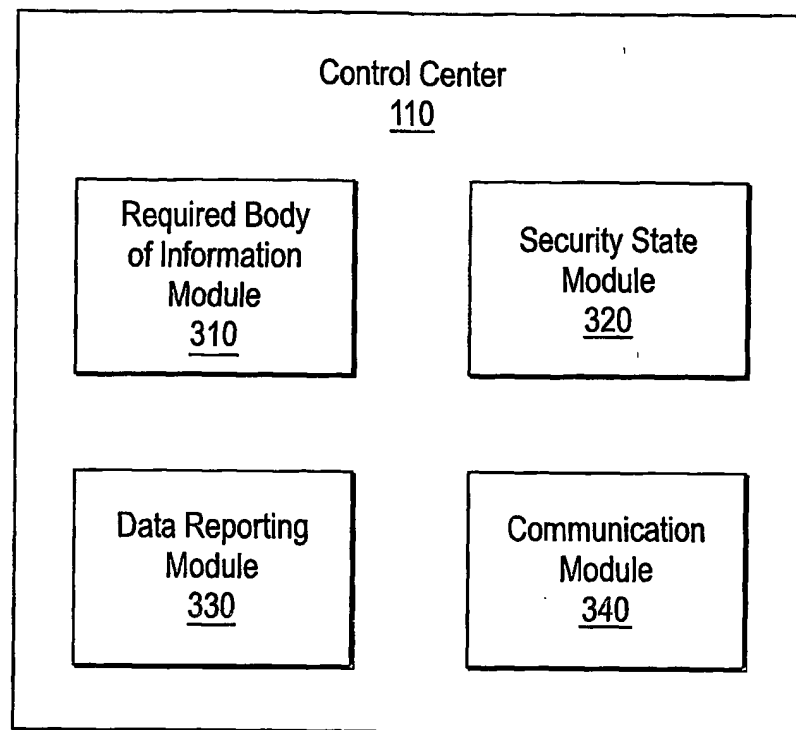 Control Center
110
Required Body
of Information
Module
310
Security State
Module
320
Data Reporting
Module
330
Communication
Module
340